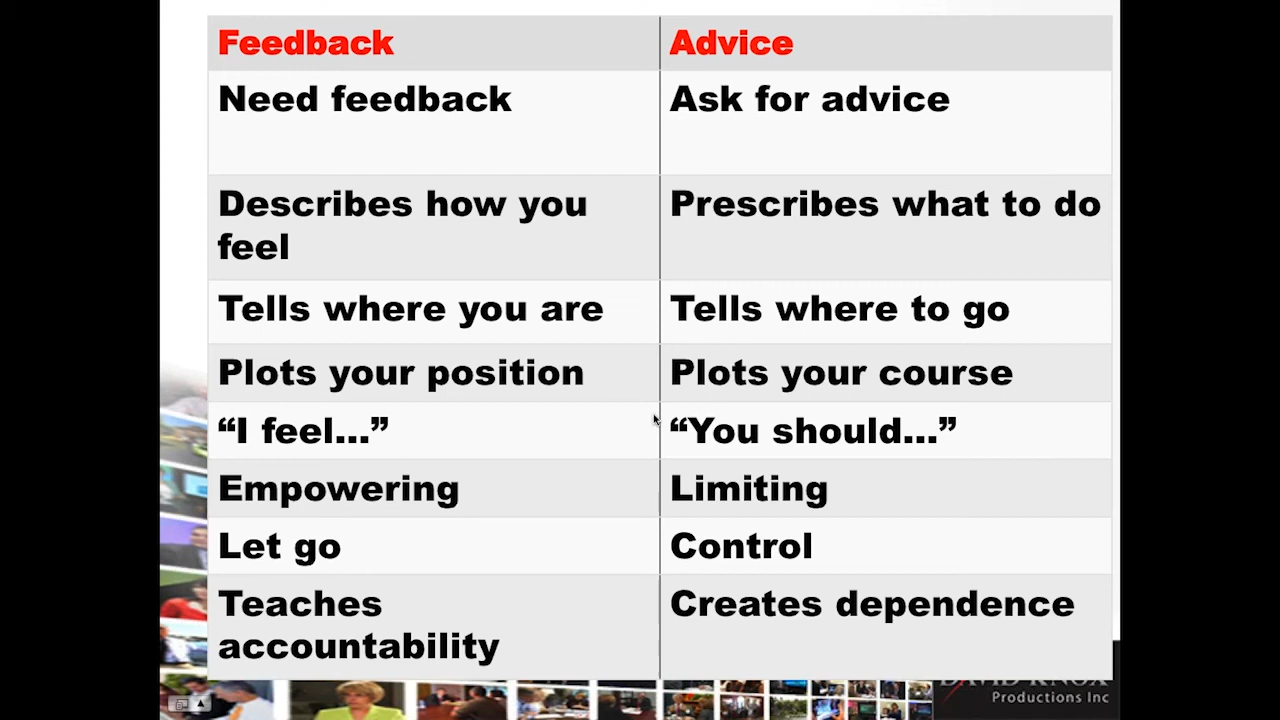 Feedback
Advice
Need feedback
Ask for advice
Describes how you
feel
Prescribes what to do
Tells where you are
Tells where to go
Plots your position
Plots your course
“I feel…”
“You should…”
Empowering
Limiting
Let go
Control
Teaches
accountability
Creates dependence
DAVID KNOX
Productions Inc